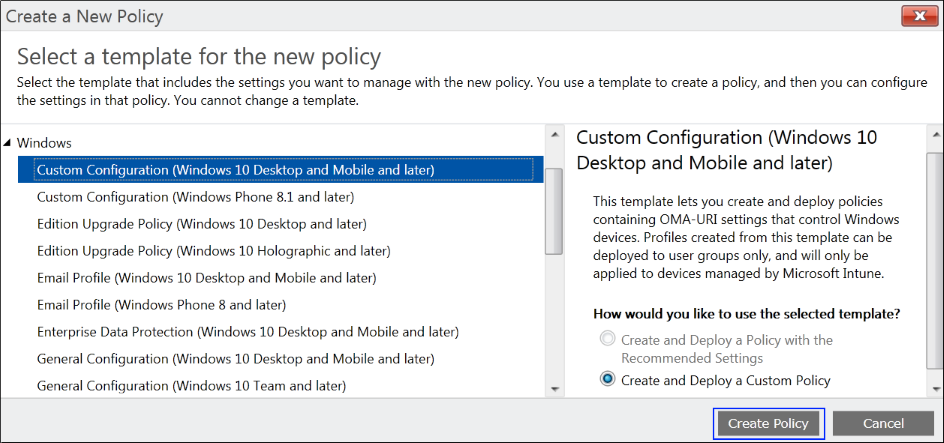 Create a New Policy
Select a template for the new policy
Select the template that includes the settings you want to manage with the new policy. You use a template to create a policy, and then you can configure
the settings in that policy. You cannot change a template.
Windows
Custom Configuration (Windows 10 Desktop and Mobile and later)
Custom Configuration (Windows Phone 8.1 and later)
Edition Upgrade Policy (Windows 10 Desktop and later)
Edition Upgrade Policy (Windows 10 Holographic and later)
Email Profile (Windows 10 Desktop and Mobile and later)
Email Profile (Windows Phone 8 and later)
Enterprise Data Protection (Windows 10 Desktop and Mobile and later)
General Configuration (Windows 10 Desktop and Mobile and later)
General Configuration (Windows 10 Team and later)
Custom Configuration (Windows 10
Desktop and Mobile and later)
This template lets you create and deploy policies
containing OMA-URI settings that control Windows
devices. Profiles created from this template can be
deployed to user groups only, and will only be
applied to devices managed by Microsoft Intune.
How would you like to use the selected template?
Create and Deploy a Policy with the
Recommended Settings
Create and Deploy a Custom Policy
Create Policy
Cancel